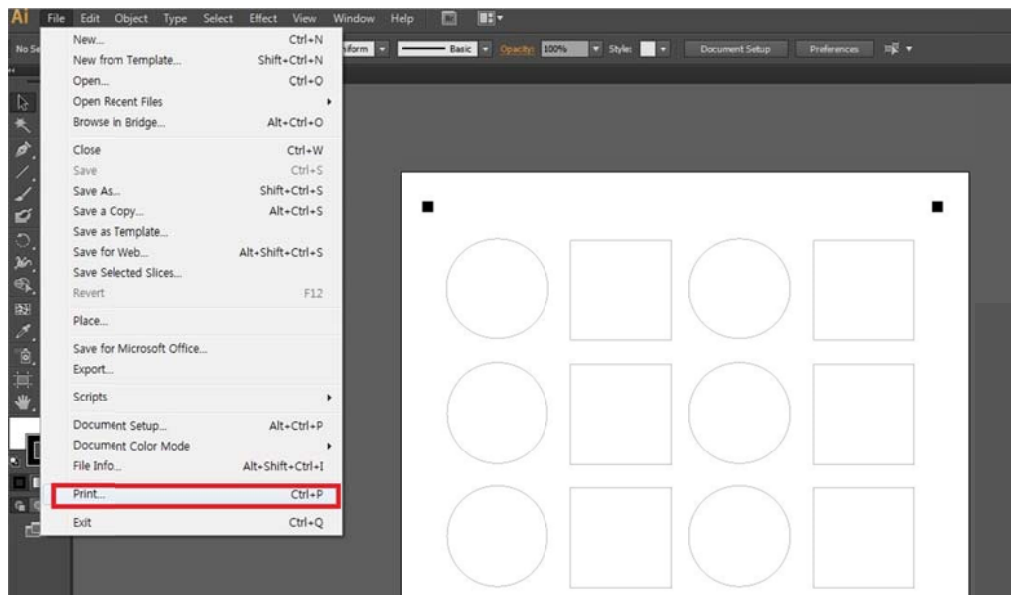 Ai File Edit Object Type Select Effect View Window Help Br
No Se
iform Basic Opacity: 100% Style: Document Setup Preferences
New... Ctrl+N
New from Template... Shift+Ctrl+N
Open... Ctrl+O
Open Recent Files
Browse in Bridge... Alt+Ctrl+O
Close Ctrl+W
Save Ctrl+S
Save As... Shift+Ctrl+S
Save a Copy... Alt+Ctrl+S
Save as Template...
Save for Web... Alt+Shift+Ctrl+S
Save Selected Slices...
Revert F12
Place...
Save for Microsoft Office...
Export...
Scripts
Document Setup... Alt+Ctrl+P
Document Color Mode
File Info... Alt+Shift+Ctrl+I
Print... Ctrl+P
Exit Ctrl+Q